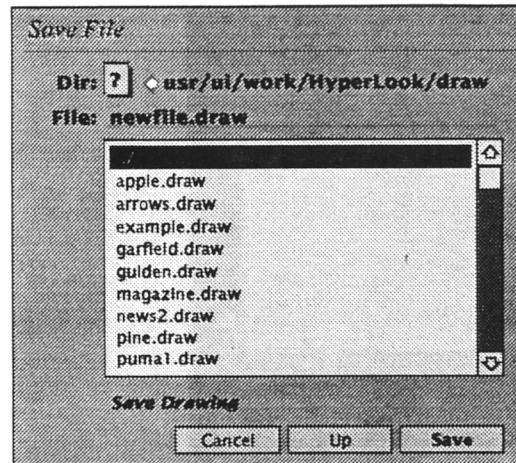 Save File
Dir: ? usr/ui/work/HyperLook/draw
File: newfile.draw
./
apple.draw
arrows.draw
example.draw
garfield.draw
gulden.draw
magazine.draw
news2.draw
pine.draw
puma1.draw
Save Drawing
Cancel Up Save